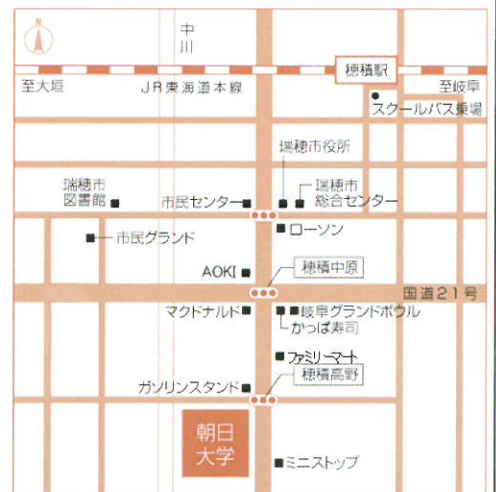 N
中川
穂積駅
至大垣
JR東海道本線
至岐阜
スクールバス乗場
瑞穂市役所
瑞穂市
図書館
市民センター
瑞穂市
総合センター
ローソン
市民グランド
穂積中原
AOKI
国道21号
マクドナルド
岐阜グランドボウル
かっぱ寿司
ファミリーマート
穂積高野
ガソリンスタンド
朝日
大学
ミニストップ